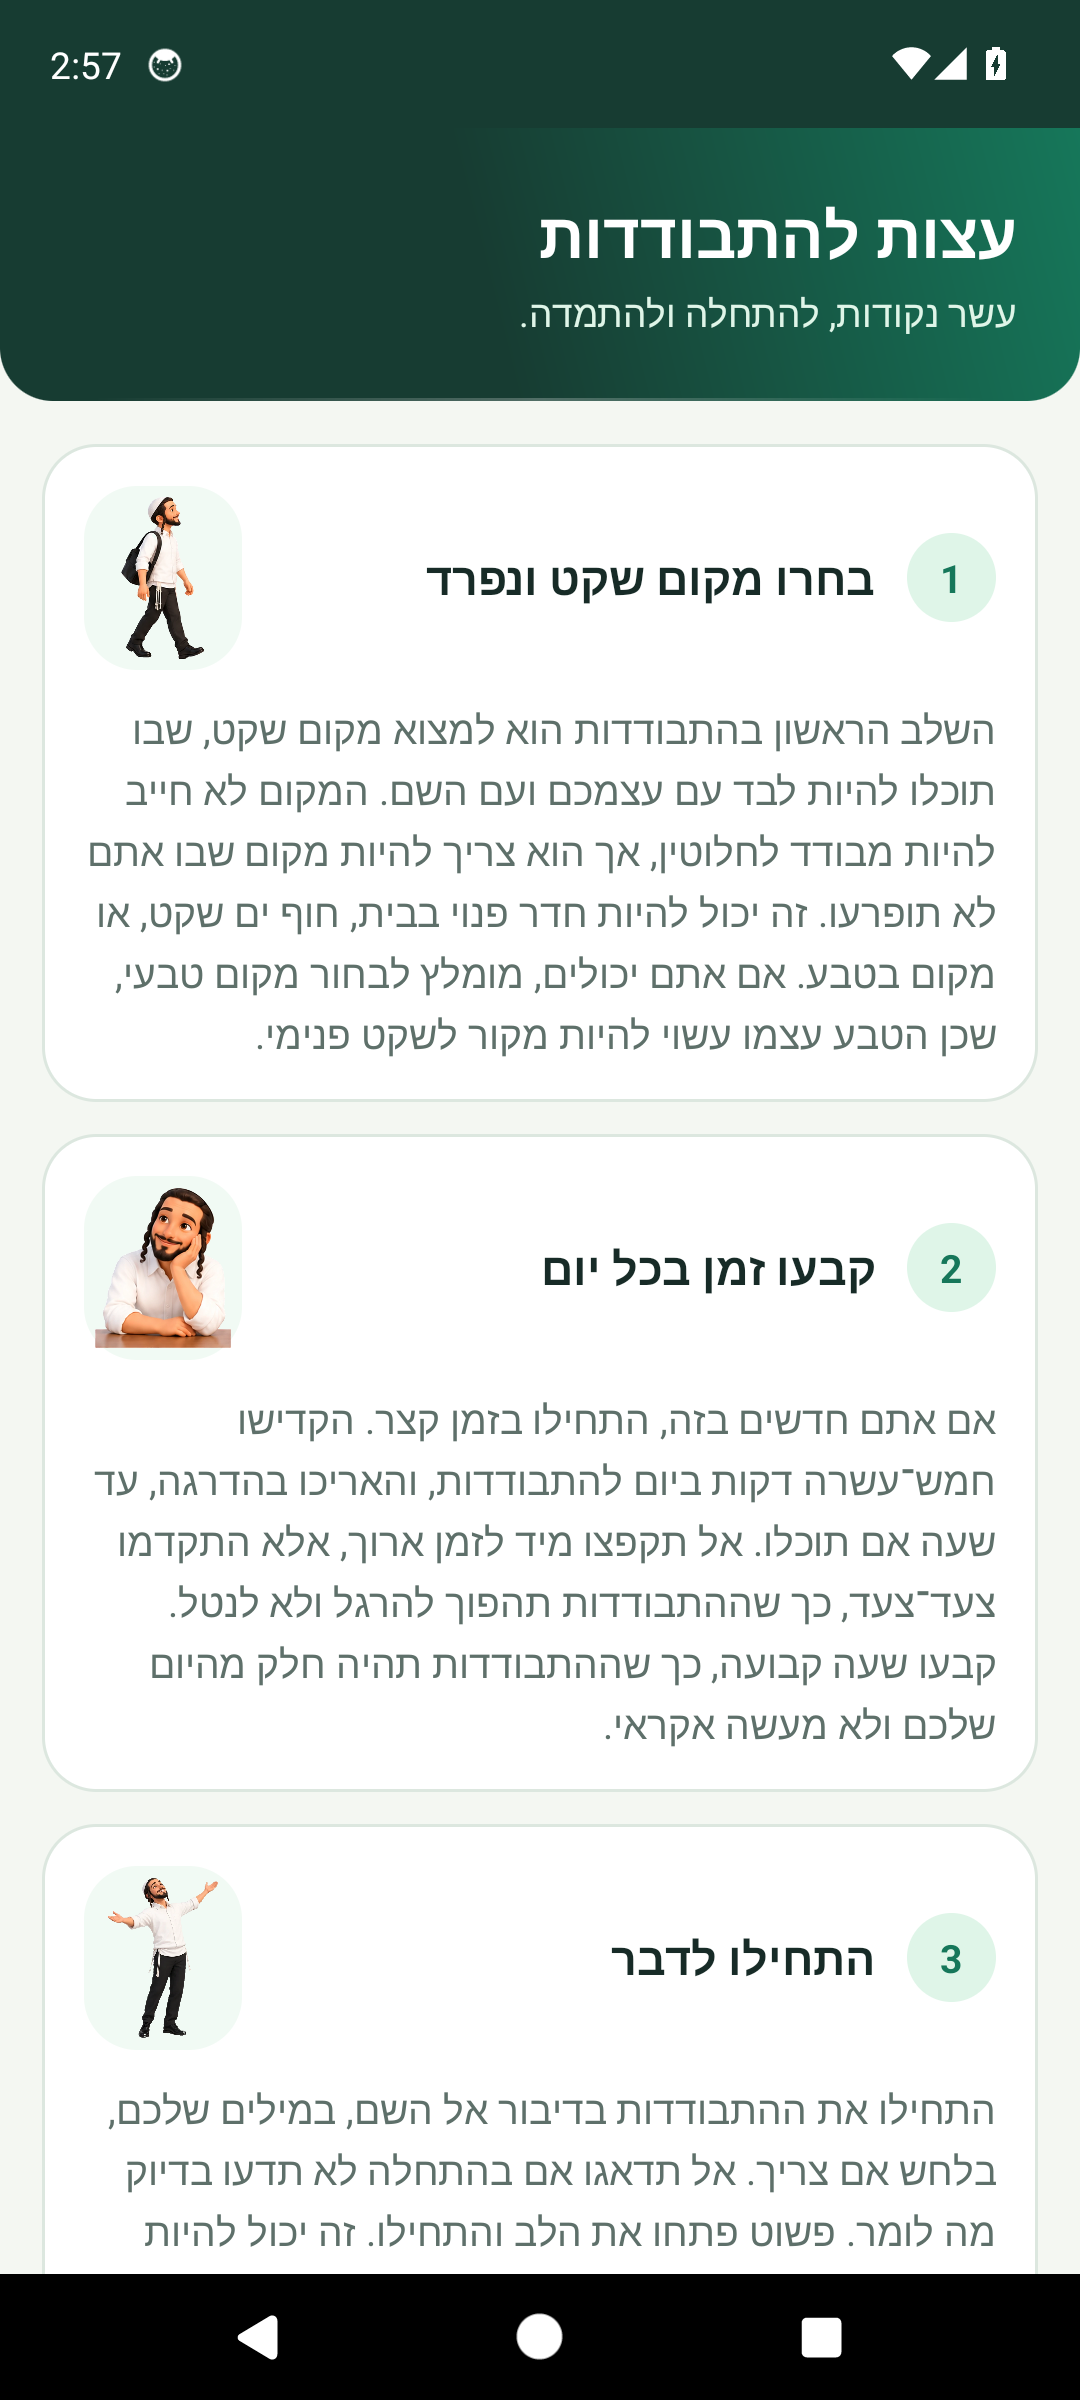 2:57
עצות להתבודדות
עשר נקודות, להתחלה ולהתמדה.
1
בחרו מקום שקט ונפרד
השלב הראשון בהתבודדות הוא למצוא מקום שקט, שבו
תוכלו להיות לבד עם עצמכם ועם השם. המקום לא חייב
להיות מבודד לחלוטין, אך הוא צריך להיות מקום שבו אתם
לא תופרעו. זה יכול להיות חדר פנוי בבית, חוף ים שקט, או
מקום בטבע. אם אתם יכולים, מומלץ לבחור מקום טבעי,
שכן הטבע עצמו עשוי להיות מקור לשקט פנימי.
2
קבעו זמן בכל יום
אם אתם חדשים בזה, התחילו בזמן קצר. הקדישו
חמש־עשרה דקות ביום להתבודדות, והאריכו בהדרגה, עד
שעה אם תוכלו. אל תקפצו מיד לזמן ארוך, אלא התקדמו
צעד־צעד, כך שההתבודדות תהפוך להרגל ולא לנטל.
קבעו שעה קבועה, כך שההתבודדות תהיה חלק מהיום
שלכם ולא מעשה אקראי.
3
התחילו לדבר
התחילו את ההתבודדות בדיבור אל השם, במילים שלכם,
בלחש אם צריך. אל תדאגו אם בהתחלה לא תדעו בדיוק
מה לומר. פשוט פתחו את הלב והתחילו. זה יכול להיות